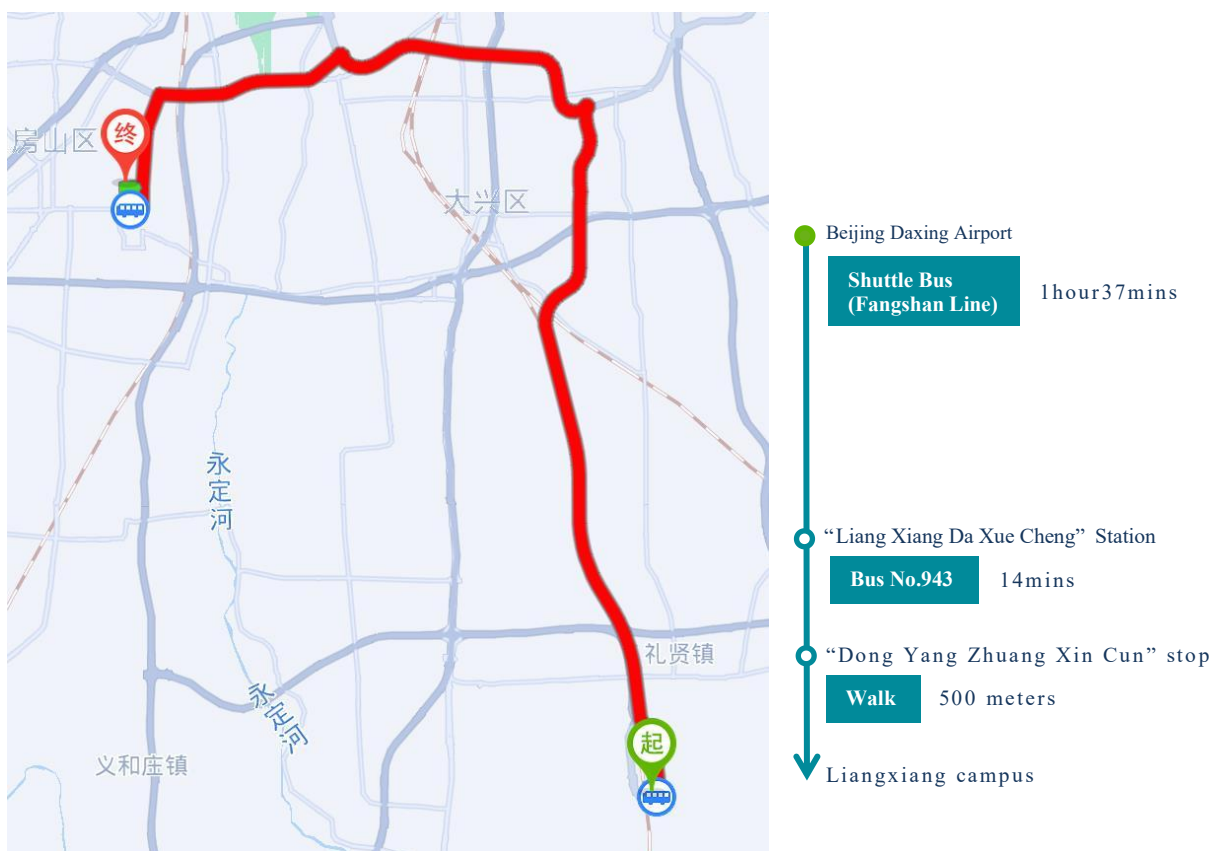 房山区
终
大兴区
永定河
礼贤镇
永定河
起
义和庄镇
Beijing Daxing Airport
Shuttle Bus
(Fangshan Line)
1hour37mins
“Liang Xiang Da Xue Cheng” Station
Bus No.943
14mins
“Dong Yang Zhuang Xin Cun” stop
Walk
500 meters
Liangxiang campus